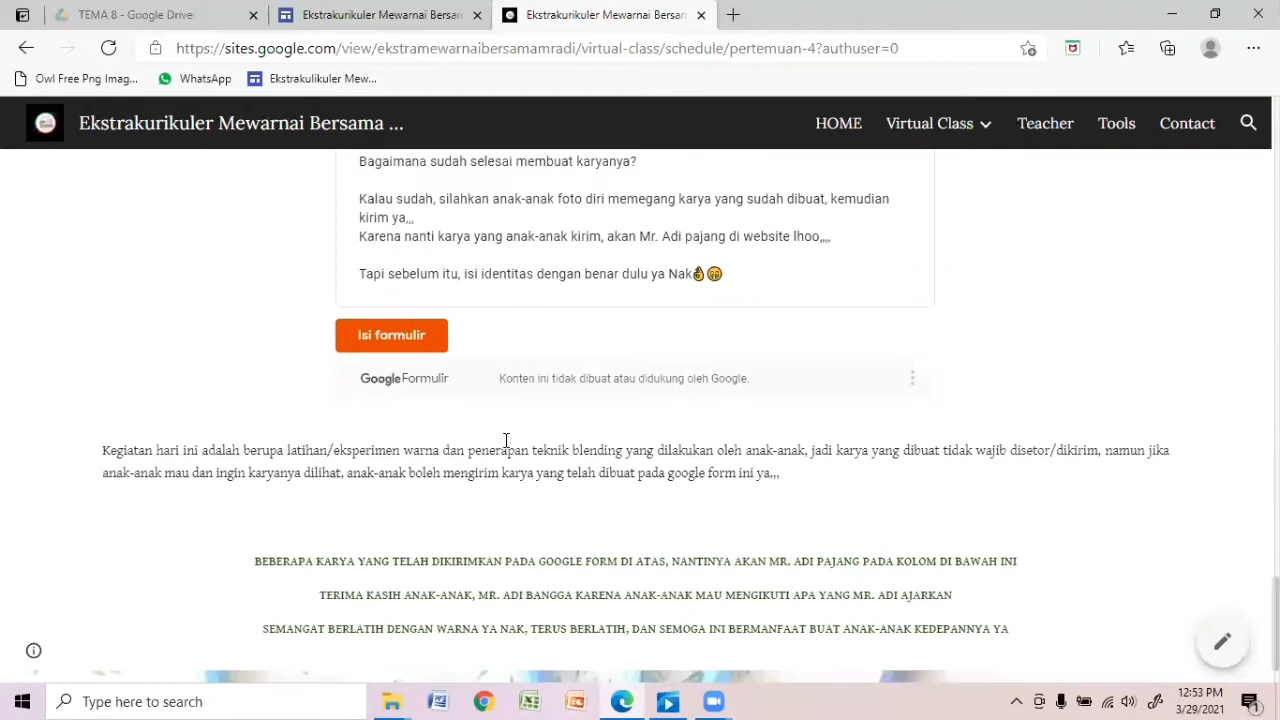 TEMA 8 - Google Drive
Ekstrakulikuler Mewarnai Bersam
Ekstrakulikuler Mewarnai Bersam
https://sites.google.com/view/ekstramewarnaibersamamradi/virtual-class/schedule/pertemuan-4?authuser=0
Owl Free Png Imag...
WhatsApp
Ekstrakulikuler Mew...
Ekstrakurikuler Mewarnai Bersama ...
HOME
Virtual Class
Teacher
Tools
Contact
Bagaimana sudah selesai membuat karyanya?
Kalau sudah, silahkan anak-anak foto diri memegang karya yang sudah dibuat, kemudian
kirim ya,,,
Karena nanti karya yang anak-anak kirim, akan Mr. Adi pajang di website lhoo,,,,
Tapi sebelum itu, isi identitas dengan benar dulu ya Nak👌😁
Isi formulir
Google Formulir
Konten ini tidak dibuat atau didukung oleh Google.
Kegiatan hari ini adalah berupa latihan/eksperimen warna dan penerapan teknik blending yang dilakukan oleh anak-anak, jadi karya yang dibuat tidak wajib disetor/dikirim, namun jika
anak-anak mau dan ingin karyanya dilihat, anak-anak boleh mengirim karya yang telah dibuat pada google form ini ya,,,
BEBERAPA KARYA YANG TELAH DIKIRIMKAN PADA GOOGLE FORM DI ATAS, NANTINYA AKAN MR. ADI PAJANG PADA KOLOM DI BAWAH INI
TERIMA KASIH ANAK-ANAK, MR. ADI BANGGA KARENA ANAK-ANAK MAU MENGIKUTI APA YANG MR. ADI AJARKAN
SEMANGAT BERLATIH DENGAN WARNA YA NAK, TERUS BERLATIH, DAN SEMOGA INI BERMANFAAT BUAT ANAK-ANAK KEDEPANNYA YA
Type here to search
12:53 PM
3/29/2021